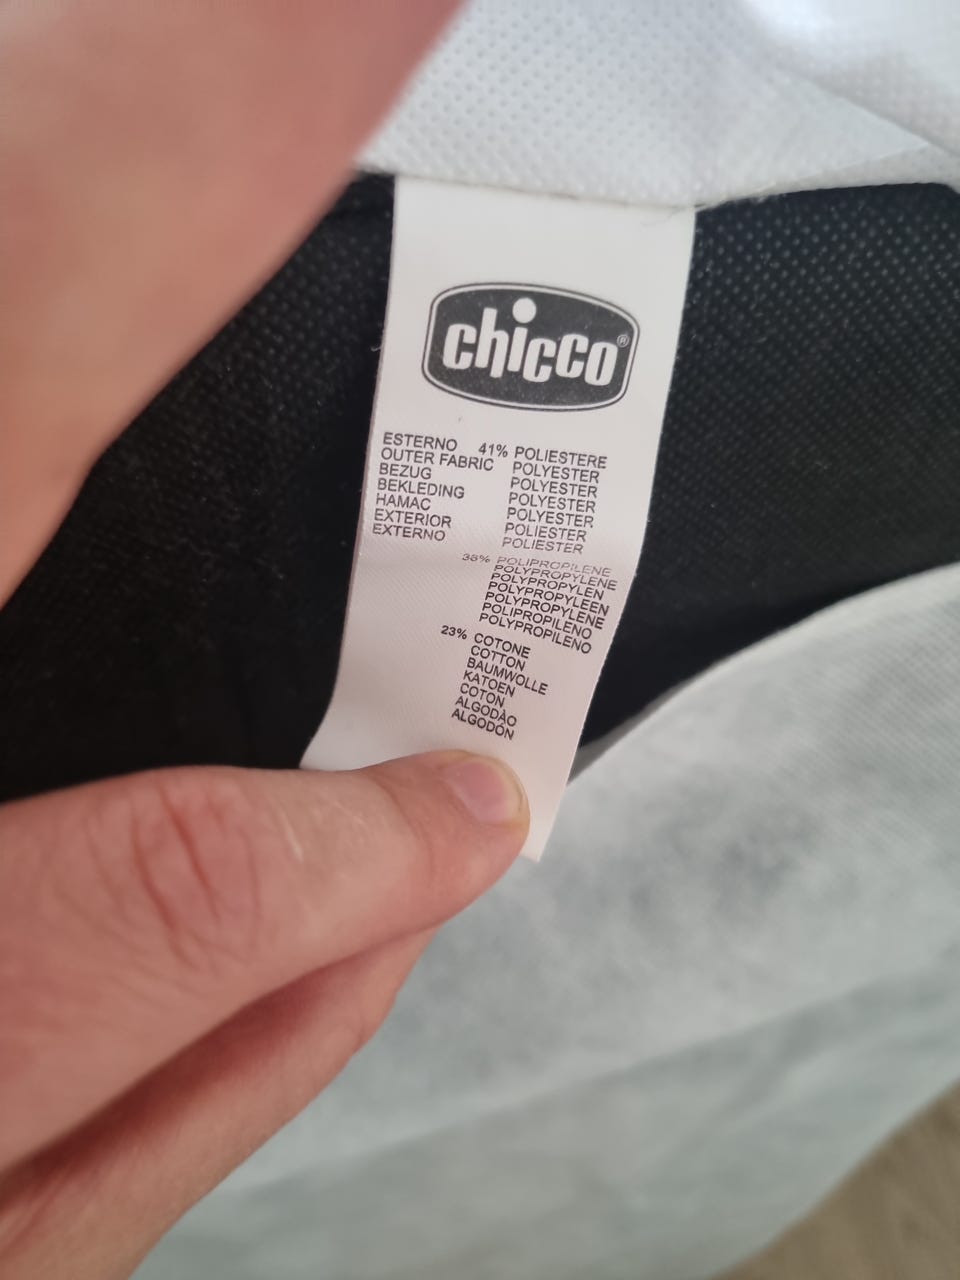 chicco®
ESTERNO 41% POLIESTERE
OUTER FABRIC POLYESTER
BEZUG POLYESTER
BEKLEDING POLYESTER
HAMAC POLYESTER
EXTERIOR POLIESTER
EXTERNO POLIESTER
36% POLIPROPILENE
POLYPROPYLENE
POLYPROPYLEN
POLYPROPYLEEN
POLYPROPYLENE
POLIPROPILENO
POLYPROPILENO
23% COTONE
COTTON
BAUMWOLLE
KATOEN
COTON
ALGODÃO
ALGODÓN